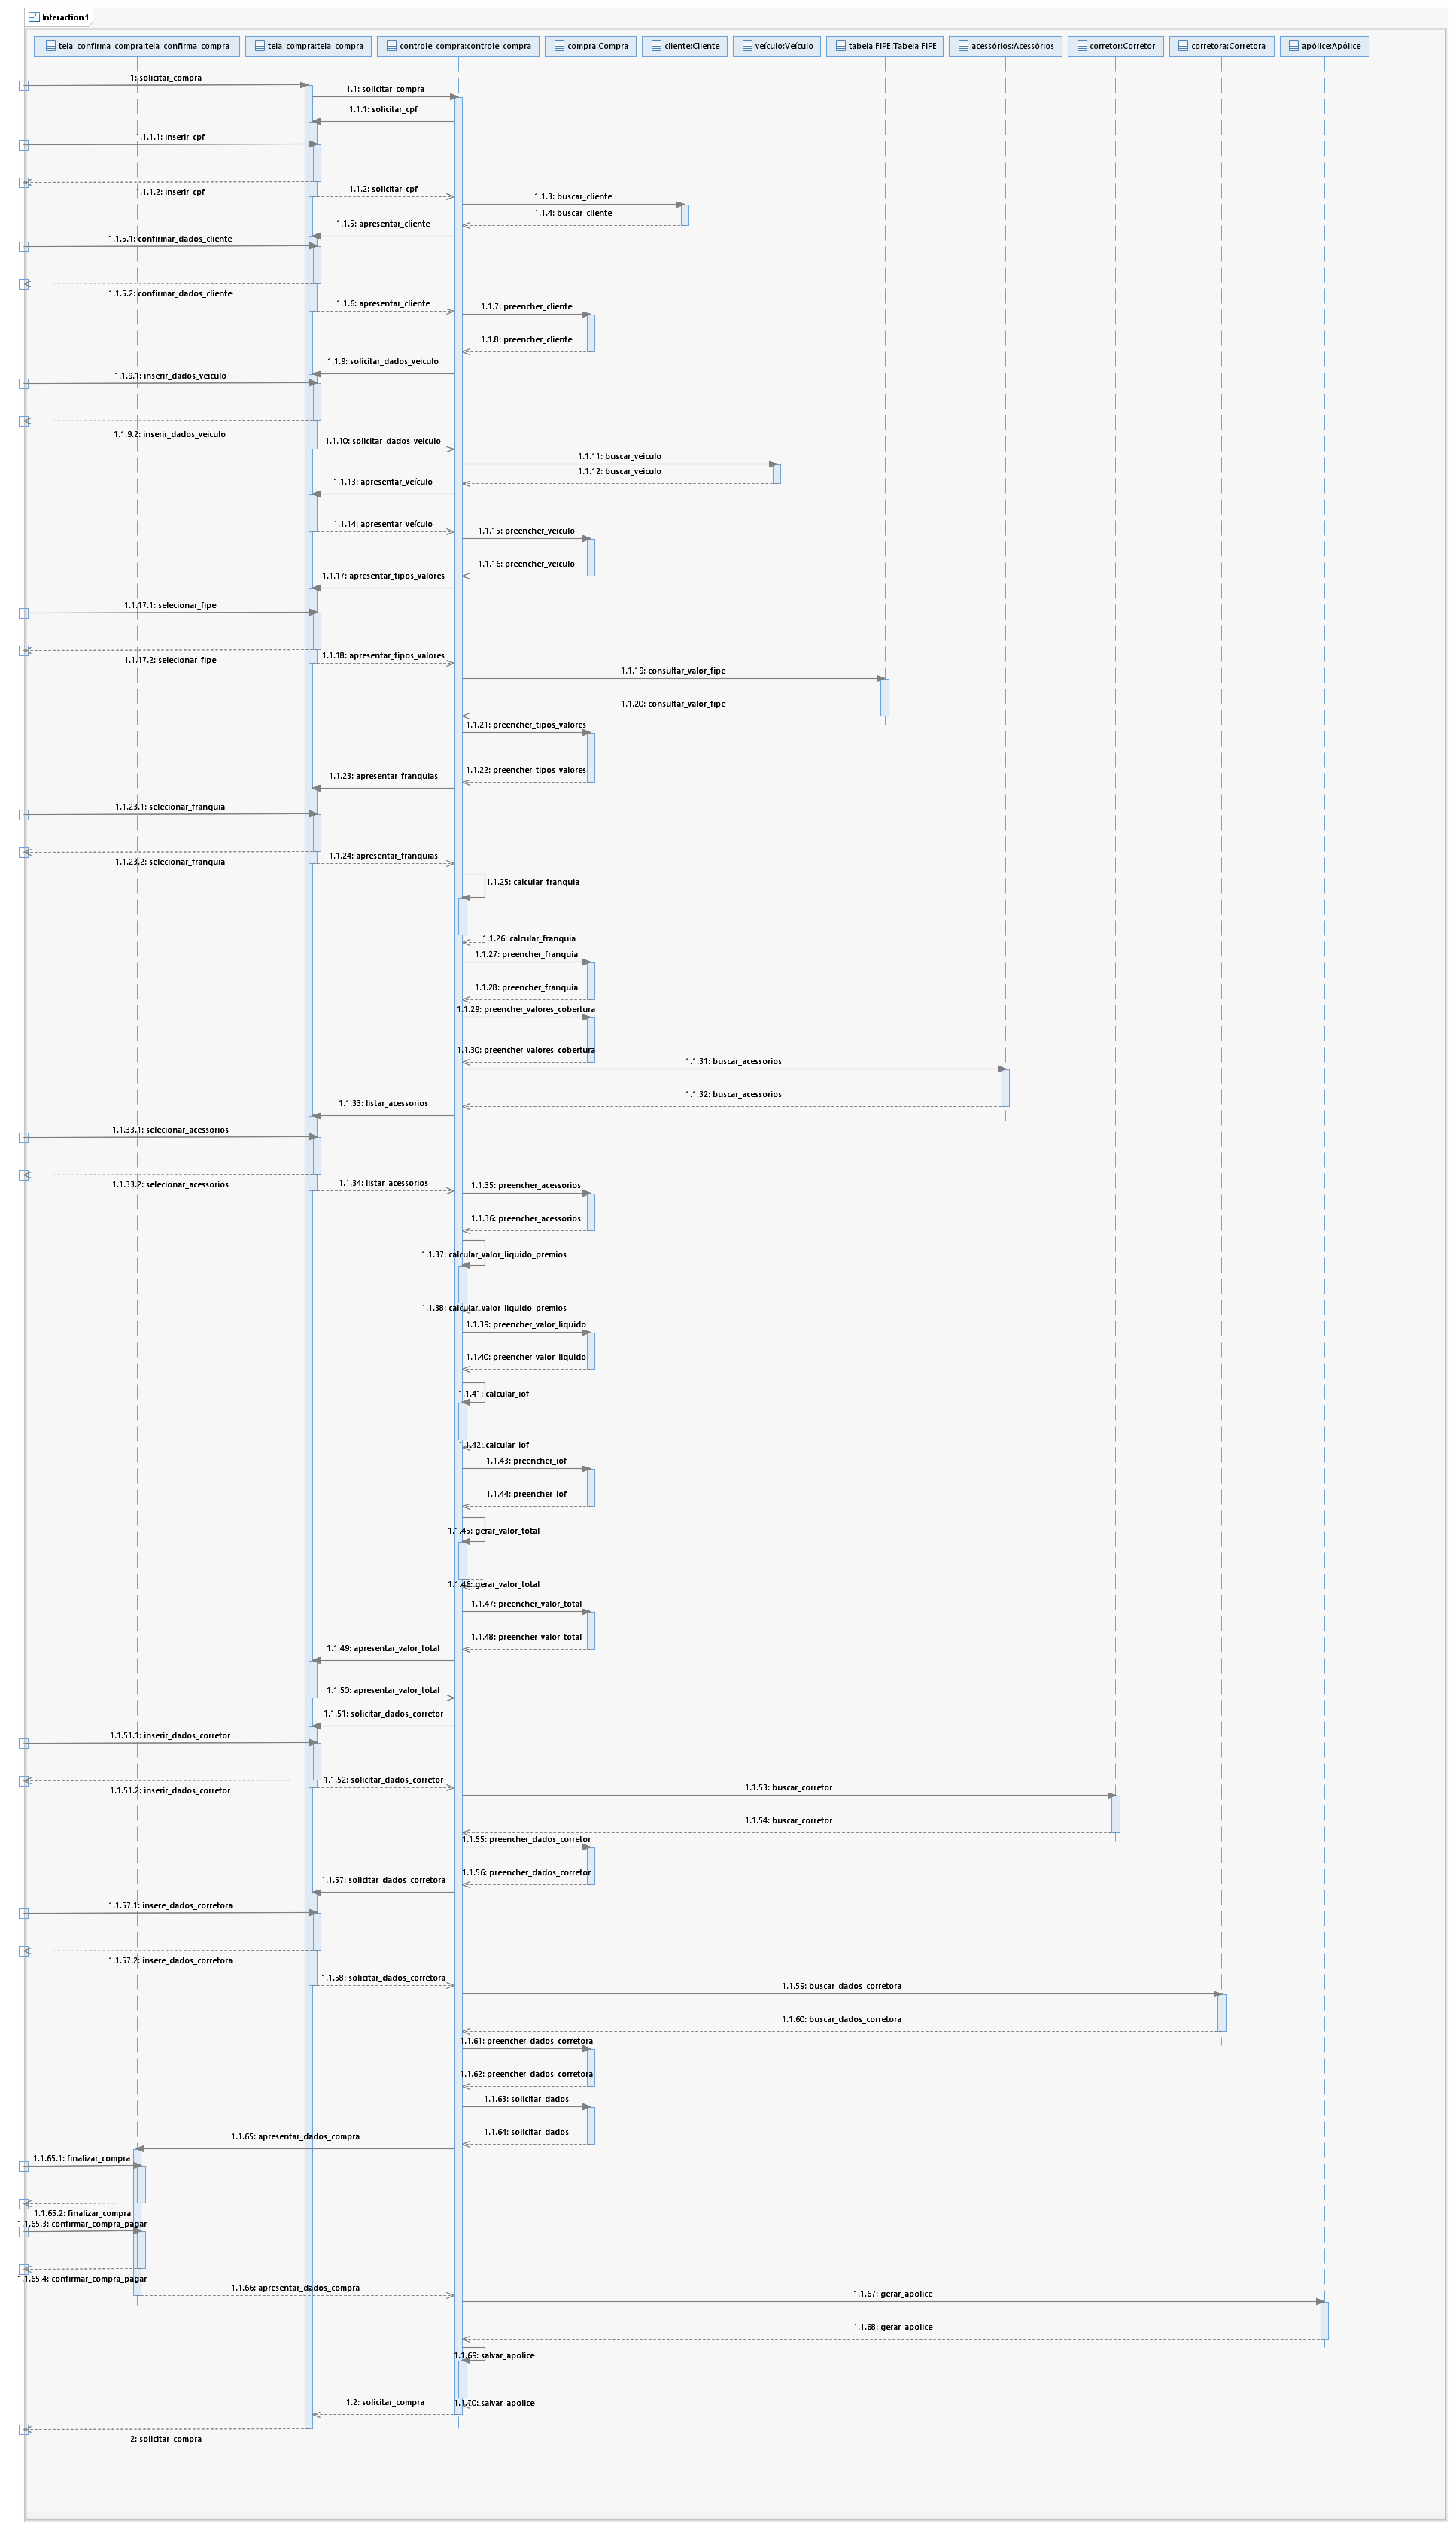 Interaction1
tela_confirma_compra:tela_confirma_compra
tela_compra:tela_compra
controle_compra:controle_compra
compra:Compra
cliente:Cliente
veículo:Veículo
tabela FIPE:Tabela FIPE
acessórios:Acessórios
corretor:Corretor
corretora:Corretora
apólice:Apólice
1: solicitar_compra
1.1: solicitar_compra
1.1.1: solicitar_cpf
1.1.1.1: inserir_cpf
1.1.1.2: inserir_cpf
1.1.2: solicitar_cpf
1.1.3: buscar_cliente
1.1.4: buscar_cliente
1.1.5: apresentar_cliente
1.1.5.1: confirmar_dados_cliente
1.1.5.2: confirmar_dados_cliente
1.1.6: apresentar_cliente
1.1.7: preencher_cliente
1.1.8: preencher_cliente
1.1.9: solicitar_dados_veiculo
1.1.9.1: inserir_dados_veiculo
1.1.9.2: inserir_dados_veiculo
1.1.10: solicitar_dados_veiculo
1.1.11: buscar_veiculo
1.1.12: buscar_veiculo
1.1.13: apresentar_veículo
1.1.14: apresentar_veículo
1.1.15: preencher_veiculo
1.1.16: preencher_veiculo
1.1.17: apresentar_tipos_valores
1.1.17.1: selecionar_fipe
1.1.17.2: selecionar_fipe
1.1.18: apresentar_tipos_valores
1.1.19: consultar_valor_fipe
1.1.20: consultar_valor_fipe
1.1.21: preencher_tipos_valores
1.1.22: preencher_tipos_valores
1.1.23: apresentar_franquias
1.1.23.1: selecionar_franquia
1.1.23.2: selecionar_franquia
1.1.24: apresentar_franquias
1.1.25: calcular_franquia
1.1.26: calcular_franquia
1.1.27: preencher_franquia
1.1.28: preencher_franquia
1.1.29: preencher_valores_cobertura
1.1.30: preencher_valores_cobertura
1.1.31: buscar_acessorios
1.1.32: buscar_acessorios
1.1.33: listar_acessorios
1.1.33.1: selecionar_acessorios
1.1.33.2: selecionar_acessorios
1.1.34: listar_acessorios
1.1.35: preencher_acessorios
1.1.36: preencher_acessorios
1.1.37: calcular_valor_liquido_premios
1.1.38: calcular_valor_liquido_premios
1.1.39: preencher_valor_liquido
1.1.40: preencher_valor_liquido
1.1.41: calcular_iof
1.1.42: calcular_iof
1.1.43: preencher_iof
1.1.44: preencher_iof
1.1.45: gerar_valor_total
1.1.46: gerar_valor_total
1.1.47: preencher_valor_total
1.1.48: preencher_valor_total
1.1.49: apresentar_valor_total
1.1.50: apresentar_valor_total
1.1.51: solicitar_dados_corretor
1.1.51.1: inserir_dados_corretor
1.1.51.2: inserir_dados_corretor
1.1.52: solicitar_dados_corretor
1.1.53: buscar_corretor
1.1.54: buscar_corretor
1.1.55: preencher_dados_corretor
1.1.56: preencher_dados_corretor
1.1.57: solicitar_dados_corretora
1.1.57.1: insere_dados_corretora
1.1.57.2: insere_dados_corretora
1.1.58: solicitar_dados_corretora
1.1.59: buscar_dados_corretora
1.1.60: buscar_dados_corretora
1.1.61: preencher_dados_corretora
1.1.62: preencher_dados_corretora
1.1.63: solicitar_dados
1.1.64: solicitar_dados
1.1.65: apresentar_dados_compra
1.1.65.1: finalizar_compra
1.1.65.2: finalizar_compra
1.1.65.3: confirmar_compra_pagar
1.1.65.4: confirmar_compra_pagar
1.1.66: apresentar_dados_compra
1.1.67: gerar_apolice
1.1.68: gerar_apolice
1.1.69: salvar_apolice
1.1.70: salvar_apolice
1.2: solicitar_compra
2: solicitar_compra